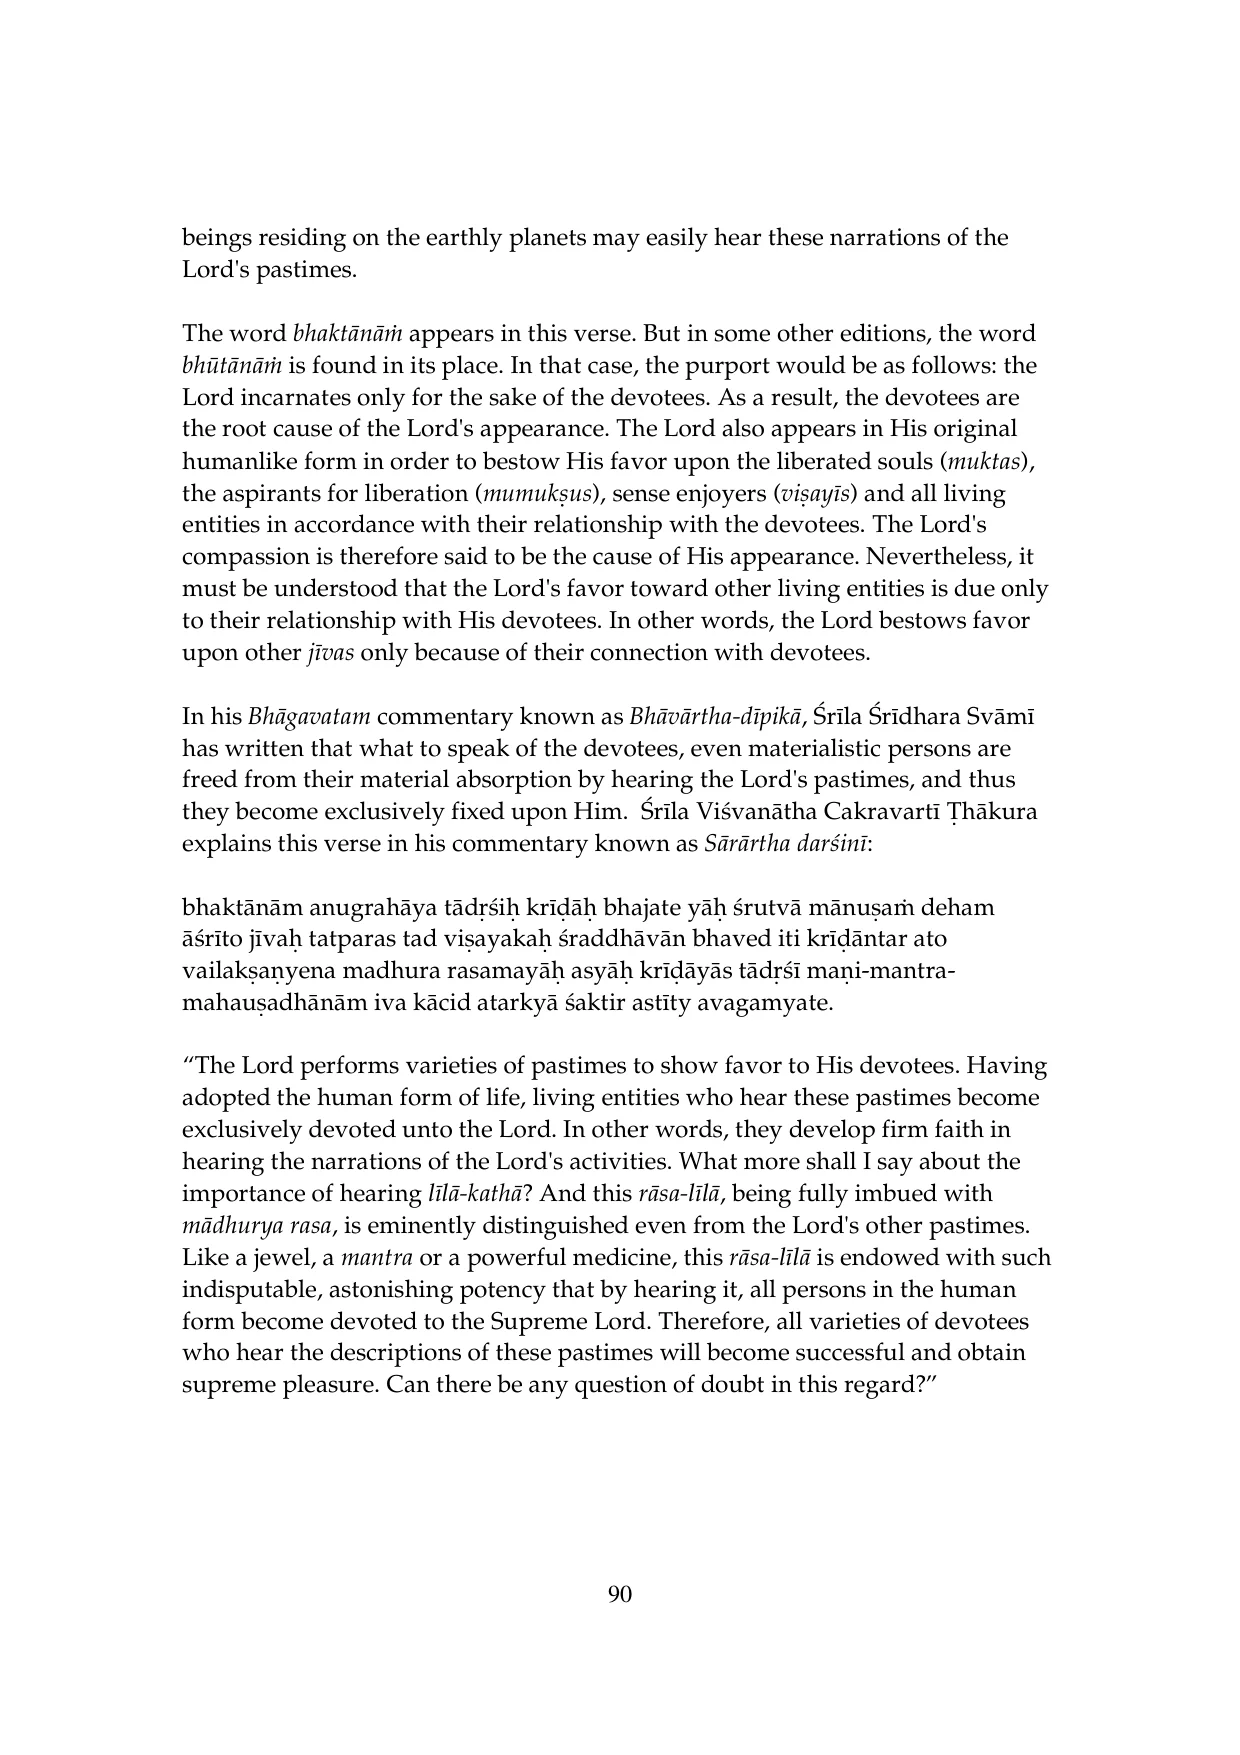 beings residing on the earthly planets may easily hear these narrations of the
Lord's pastimes.
The word bhaktānāṁ appears in this verse. But in some other editions, the word
bhūtānāṁ is found in its place. In that case, the purport would be as follows: the
Lord incarnates only for the sake of the devotees. As a result, the devotees are
the root cause of the Lord's appearance. The Lord also appears in His original
humanlike form in order to bestow His favor upon the liberated souls (muktas),
the aspirants for liberation (mumukṣus), sense enjoyers (viṣayīs) and all living
entities in accordance with their relationship with the devotees. The Lord's
compassion is therefore said to be the cause of His appearance. Nevertheless, it
must be understood that the Lord's favor toward other living entities is due only
to their relationship with His devotees. In other words, the Lord bestows favor
upon other jīvas only because of their connection with devotees.
In his Bhāgavatam commentary known as Bhāvārtha-dīpikā, Śrīla Śrīdhara Svāmī
has written that what to speak of the devotees, even materialistic persons are
freed from their material absorption by hearing the Lord's pastimes, and thus
they become exclusively fixed upon Him.  Śrīla Viśvanātha Cakravartī Ṭhākura
explains this verse in his commentary known as Sārārtha darśinī:
bhaktānām anugrahāya tādṛśiḥ krīḍāḥ bhajate yāḥ śrutvā mānuṣaṁ deham
āśrīto jīvaḥ tatparas tad viṣayakaḥ śraddhāvān bhaved iti krīḍāntar ato
vailakṣaṇyena madhura rasamayāḥ asyāḥ krīḍāyās tādṛśī maṇi-mantra-
mahauṣadhānām iva kācid atarkyā śaktir astīty avagamyate.
“The Lord performs varieties of pastimes to show favor to His devotees. Having
adopted the human form of life, living entities who hear these pastimes become
exclusively devoted unto the Lord. In other words, they develop firm faith in
hearing the narrations of the Lord's activities. What more shall I say about the
importance of hearing līlā-kathā? And this rāsa-līlā, being fully imbued with
mādhurya rasa, is eminently distinguished even from the Lord's other pastimes.
Like a jewel, a mantra or a powerful medicine, this rāsa-līlā is endowed with such
indisputable, astonishing potency that by hearing it, all persons in the human
form become devoted to the Supreme Lord. Therefore, all varieties of devotees
who hear the descriptions of these pastimes will become successful and obtain
supreme pleasure. Can there be any question of doubt in this regard?”
90